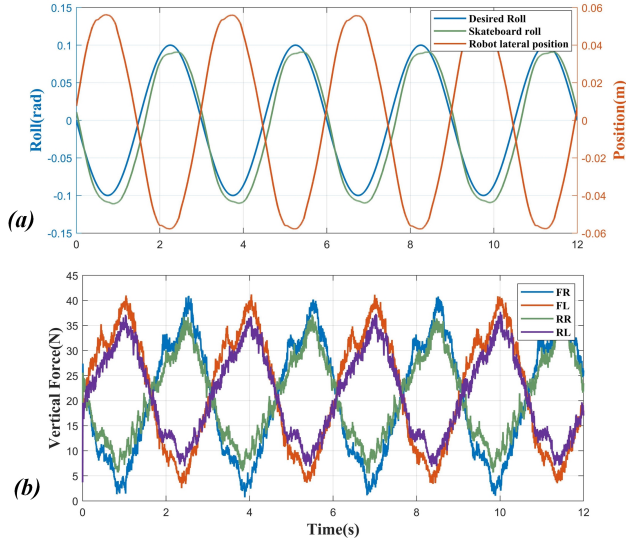 0.15
0.1
0.05
0
-0.05
-0.1
-0.15
Roll(rad)
Desired Roll
Skateboard roll
Robot lateral position
0.06
0.04
0.02
0
-0.02
-0.04
-0.06
Position(m)
0 2 4 6 8 10 12
(a)
45
40
35
30
25
20
15
10
5
0
Vertical Force(N)
FR
FL
RR
RL
0 2 4 6 8 10 12
Time(s)
(b)